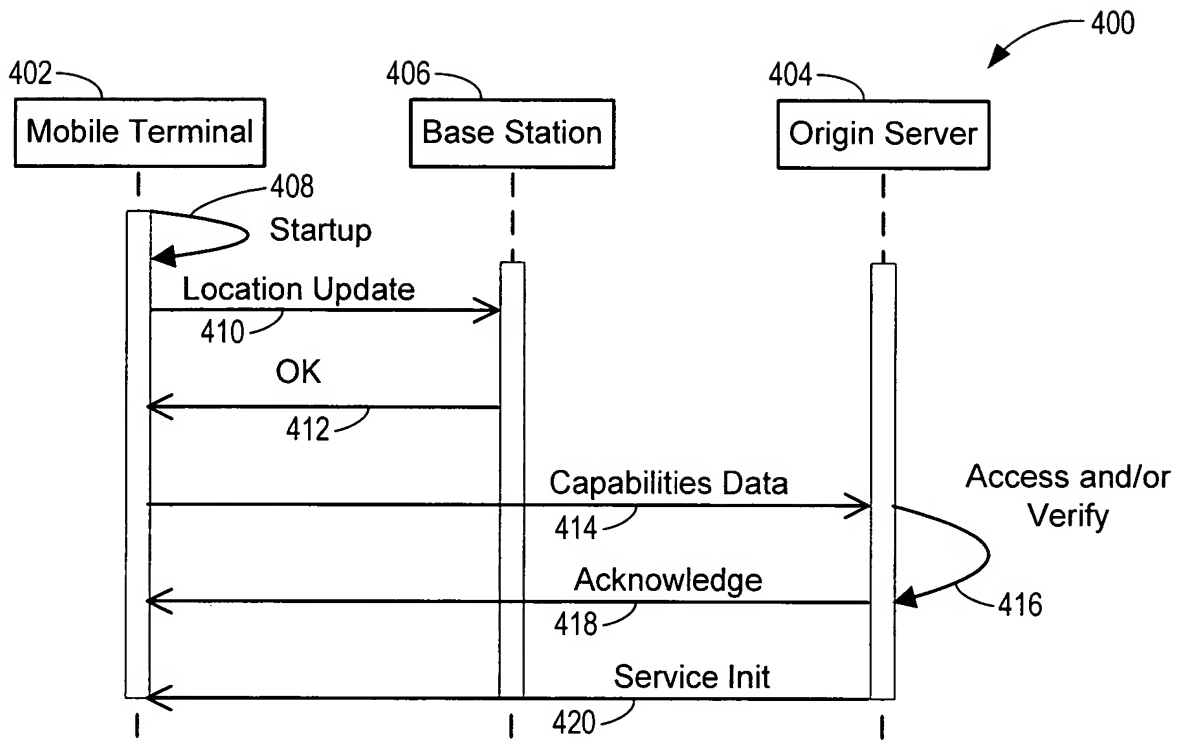 400
402
406
404
Mobile Terminal
Base Station
Origin Server
408
Startup
Location Update
410
OK
412
Capabilities Data
414
Access and/or
Verify
Acknowledge
418
416
Service Init
420